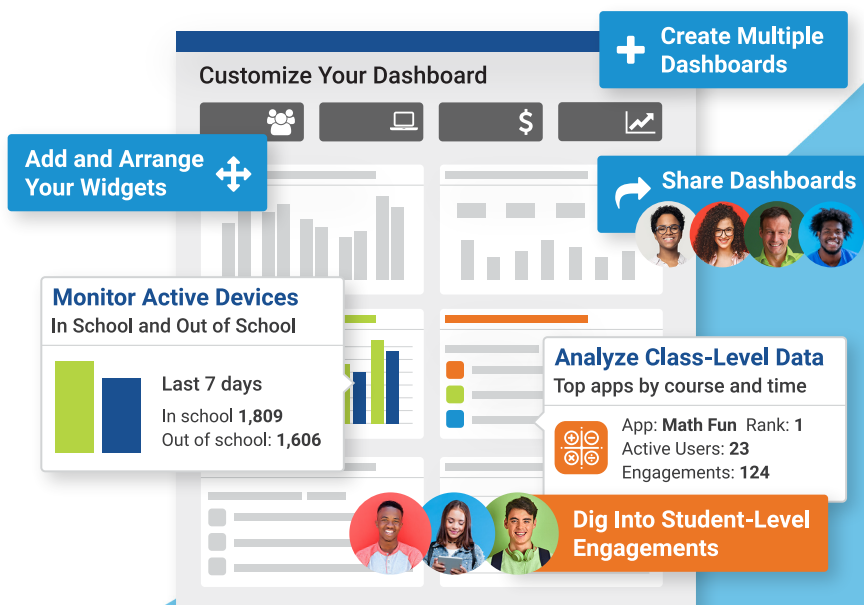 Create Multiple
Dashboards
Customize Your Dashboard
$
Add and Arrange
Your Widgets
Share Dashboards
Monitor Active Devices
In School and Out of School
Last 7 days
In school 1,809
Out of school: 1,606
Analyze Class-Level Data
Top apps by course and time
App: Math Fun Rank: 1
Active Users: 23
Engagements: 124
Dig Into Student-Level
Engagements